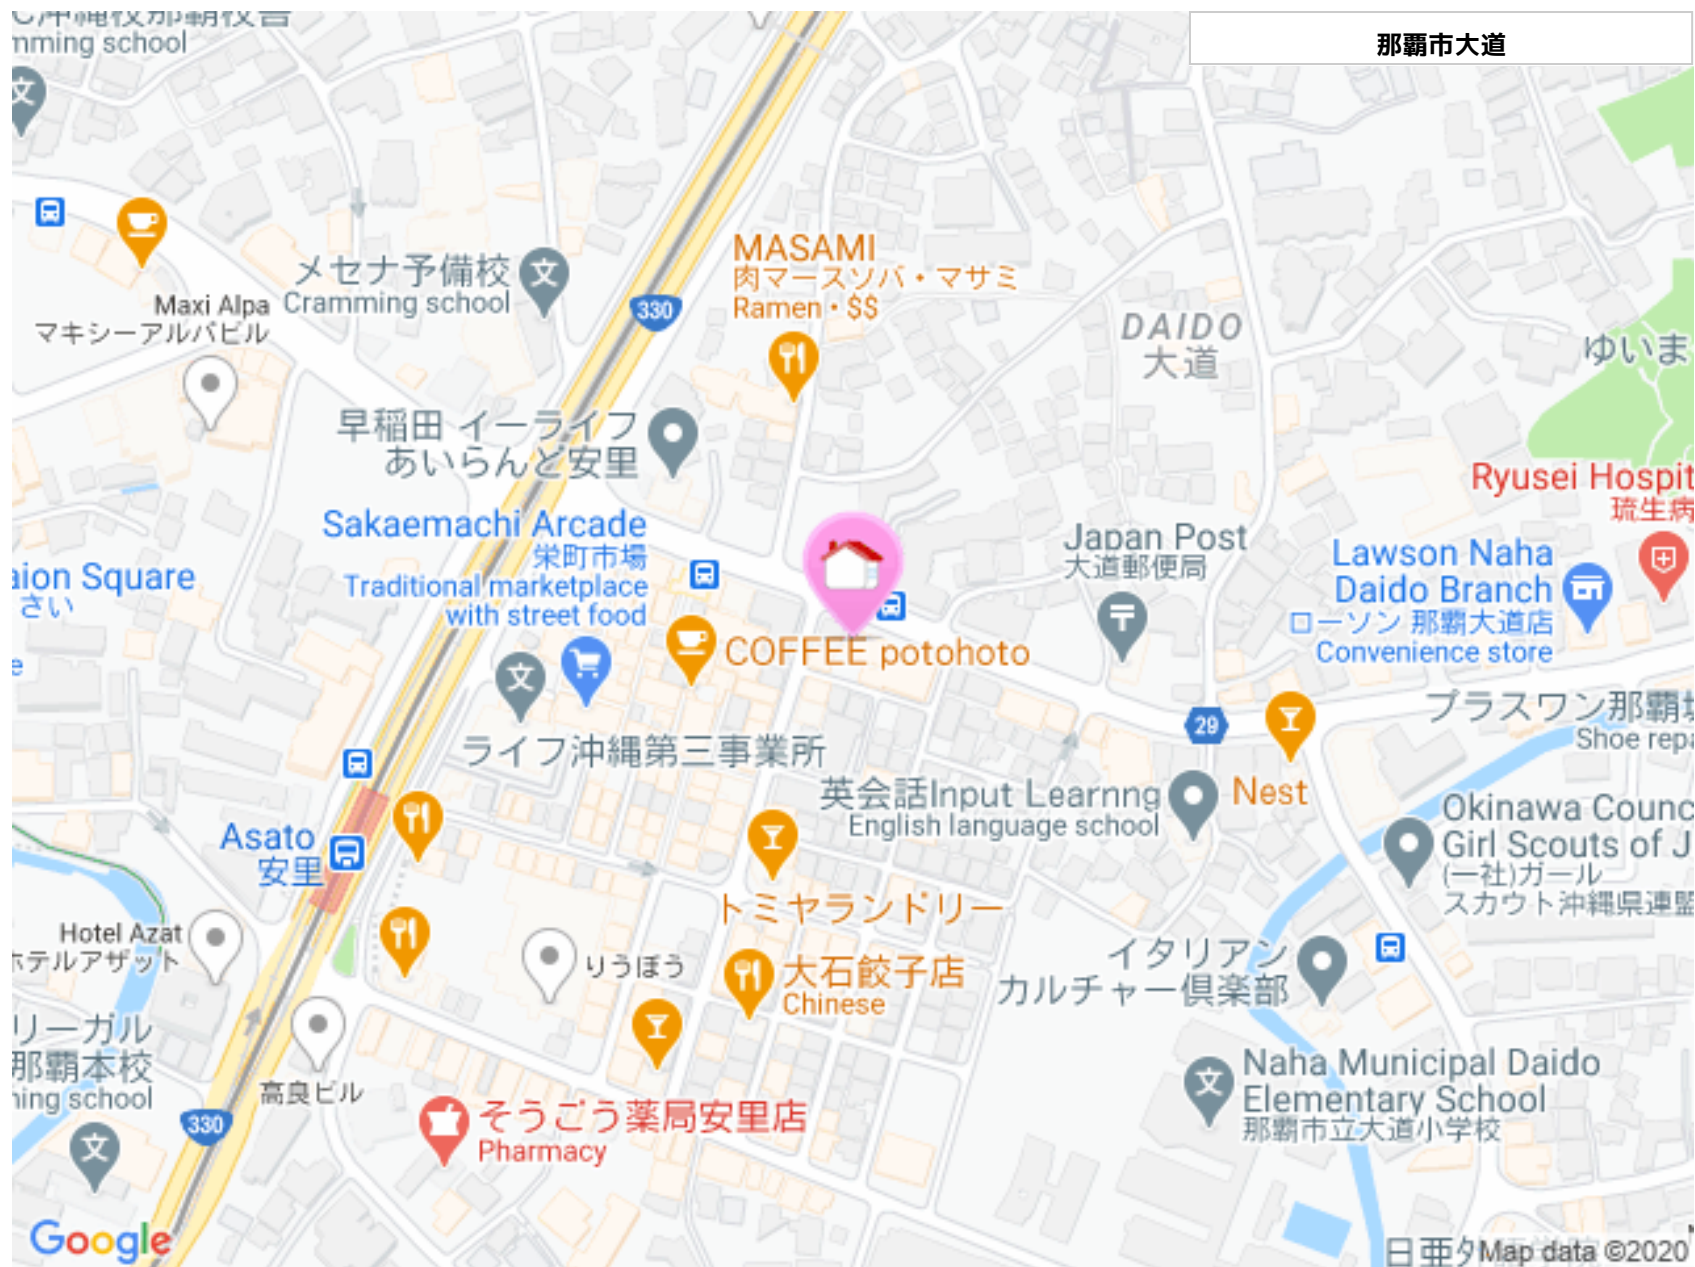 那覇市大道
mming school
メセナ予備校
Cramming school
Maxi Alpa
マキシーアルパビル
330
MASAMI
肉マースソバ・マサミ
Ramen · $$
DAIDO
大道
ゆいま
早稲田 イーライフ
あいらんど安里
Sakaemachi Arcade
栄町市場
Traditional marketplace
with street food
aion Square
さい
e
COFFEE potohoto
Japan Post
大道郵便局
Ryusei Hospit
琉生病
Lawson Naha
Daido Branch
ローソン 那覇大道店
Convenience store
29
プラスワン那覇
Shoe repa
ライフ沖縄第三事業所
英会話Input Learnng
English language school
Nest
Okinawa Counc
Girl Scouts of J
(一社)ガール
スカウト沖縄県連盟
Asato
安里
トミヤランドリー
Hotel Azat
ホテルアザット
りうぼう
大石餃子店
Chinese
イタリアン
カルチャー倶楽部
リーガル
那覇本校
ning school
高良ビル
330
そうごう薬局安里店
Pharmacy
Naha Municipal Daido
Elementary School
那覇市立大道小学校
Google
日亜外
Map data ©2020